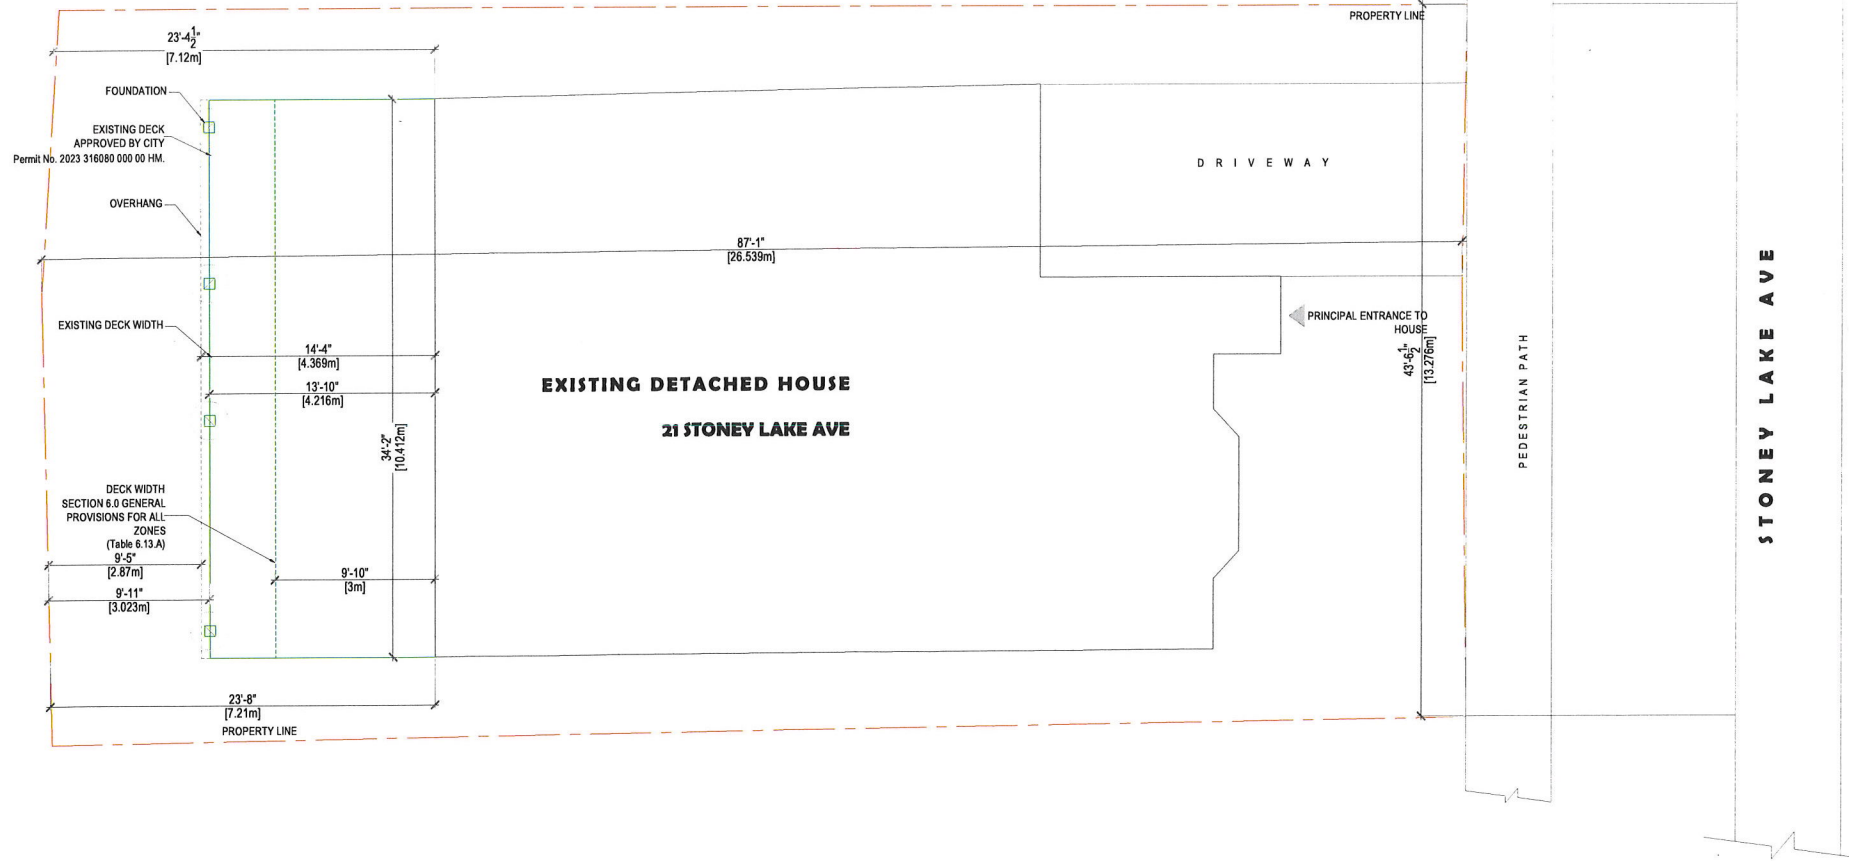 PROPERTY LINE
23'-4 1/2"
[7.12m]
FOUNDATION
EXISTING DECK
APPROVED BY CITY
Permit No. 2023 316080 000 00 HM.
DRIVEWAY
OVERHANG
87'-1"
[26.539m]
EXISTING DECK WIDTH
PRINCIPAL ENTRANCE TO
HOUSE
14'-4"
[4.369m]
13'-10"
[4.216m]
34'-2"
[10.412m]
EXISTING DETACHED HOUSE
21 STONEY LAKE AVE
43'-6 1/2"
[13.276m]
PEDESTRIAN PATH
STONEY LAKE AVE
DECK WIDTH
SECTION 6.0 GENERAL
PROVISIONS FOR ALL
ZONES
(Table 6.13.A)
9'-5"
[2.87m]
9'-10"
[3m]
9'-11"
[3.023m]
23'-8"
[7.21m]
PROPERTY LINE